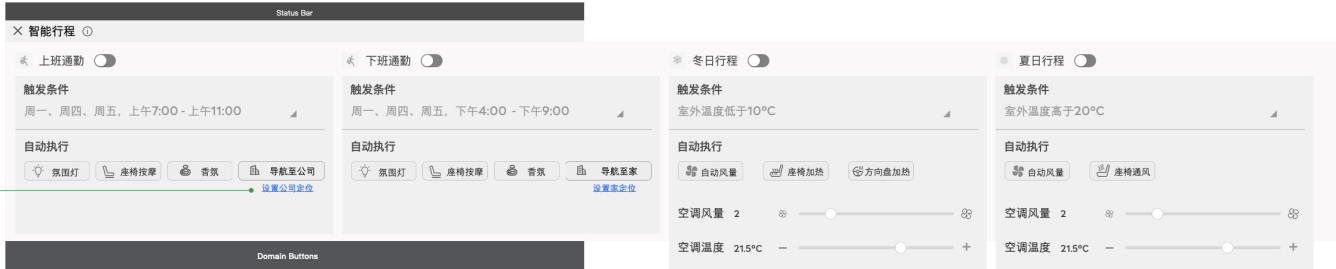 Status Bar
智能行程
上班通勤
触发条件
周一、周四、周五，上午7:00 - 上午11:00
自动执行
氛围灯 座椅按摩 香氛 导航至公司
设置公司定位
下班通勤
触发条件
周一、周四、周五，下午4:00 - 下午9:00
自动执行
氛围灯 座椅按摩 香氛 导航至家
设置家定位
冬日行程
触发条件
室外温度低于10°C
自动执行
自动风量 座椅加热 方向盘加热
空调风量 2
空调温度 21.5°C
夏日行程
触发条件
室外温度高于20°C
自动执行
自动风量 座椅通风
空调风量 2
空调温度 21.5°C
Domain Buttons